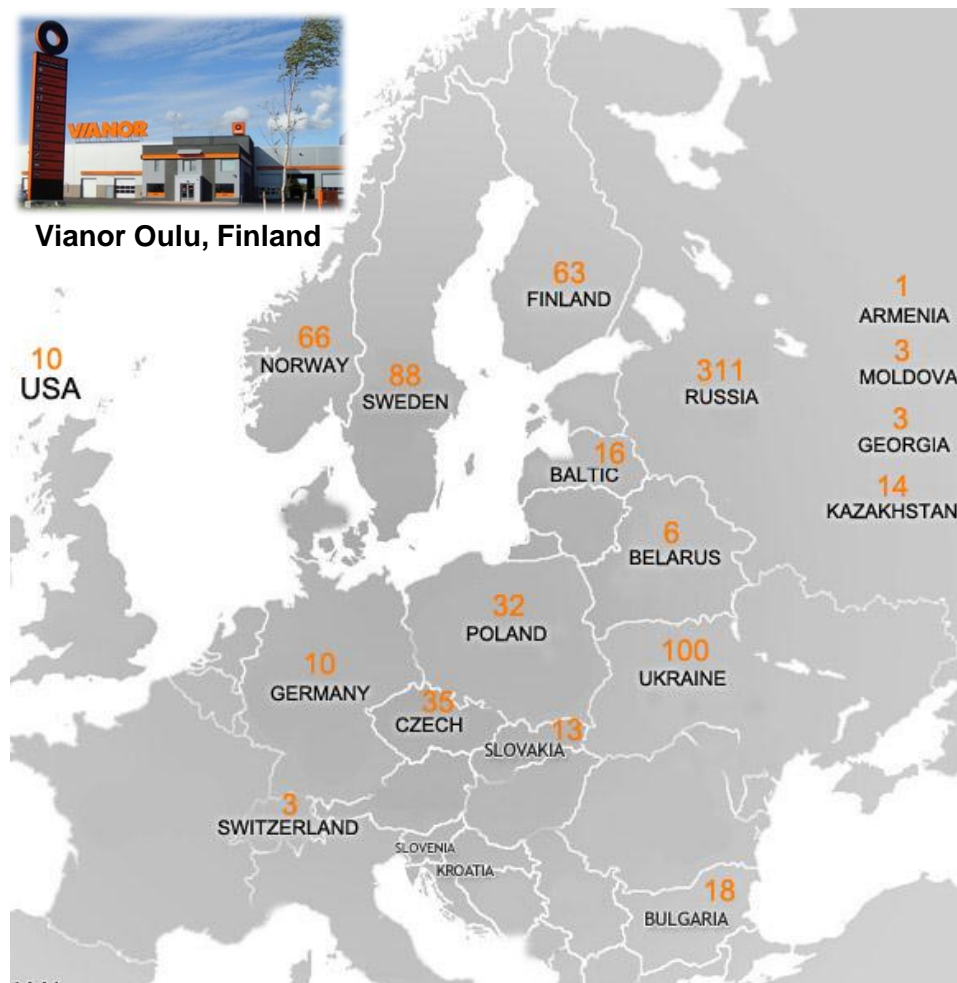 VIANOR
Vianor Oulu, Finland
63
FINLAND
1
ARMENIA
66
NORWAY
10
USA
88
SWEDEN
311
RUSSIA
3
MOLDOVA
3
GEORGIA
16
BALTIC
14
KAZAKHSTAN
6
BELARUS
32
POLAND
10
GERMANY
100
UKRAINE
35
CZECH
13
SLOVAKIA
3
SWITZERLAND
SLOVENIA
KROATIA
18
BULGARIA